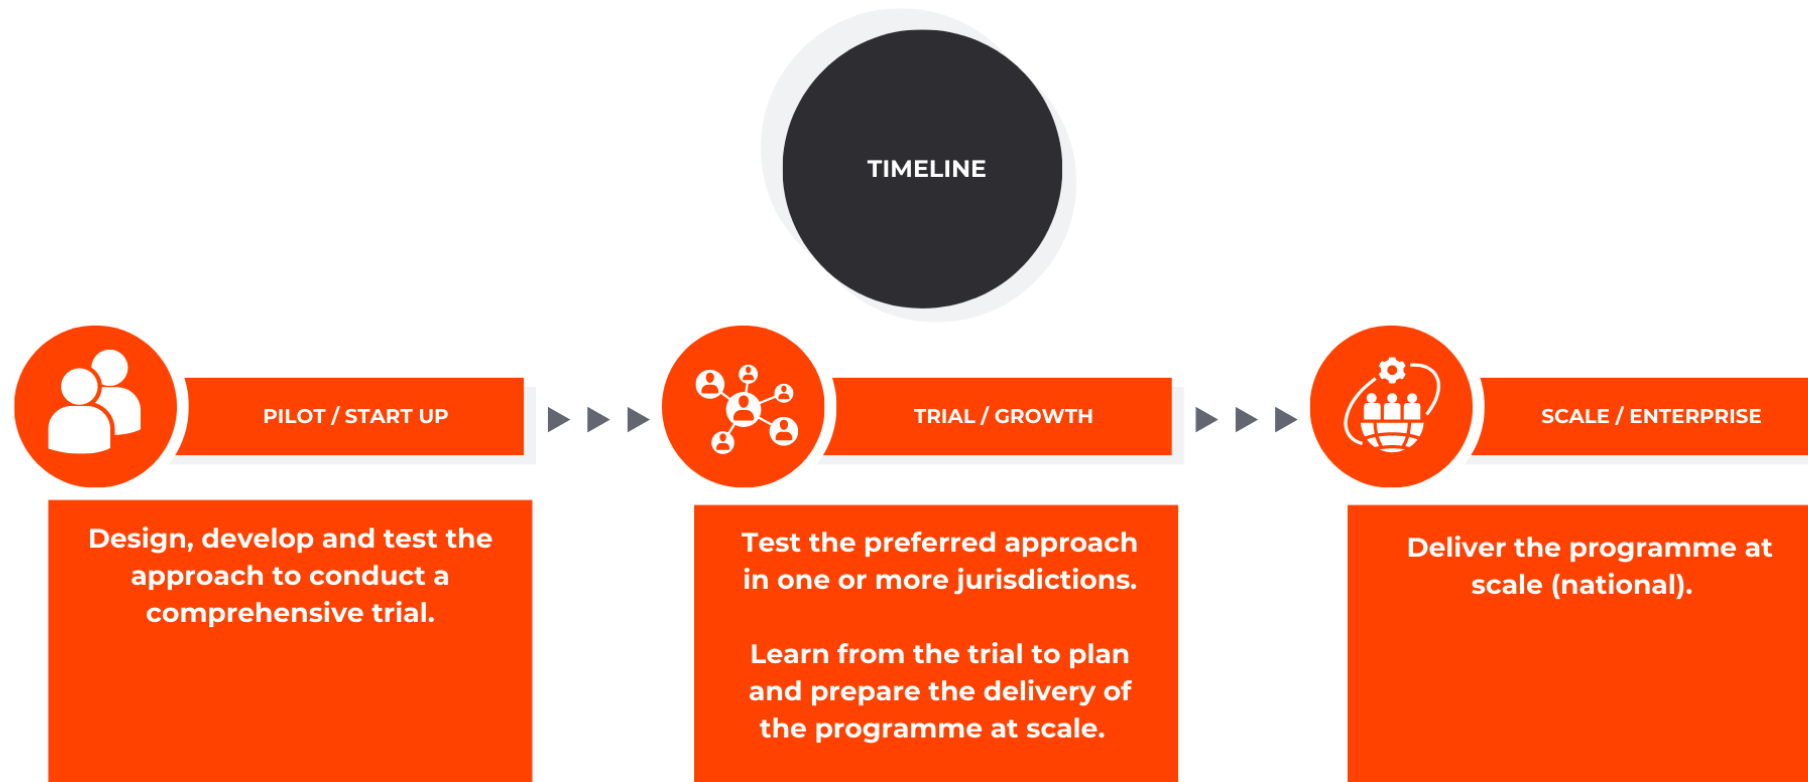 TIMELINE
PILOT / START UP
TRIAL / GROWTH
SCALE / ENTERPRISE
Design, develop and test the
approach to conduct a
comprehensive trial.
Test the preferred approach
in one or more jurisdictions.
Learn from the trial to plan
and prepare the delivery of
the programme at scale.
Deliver the programme at
scale (national).